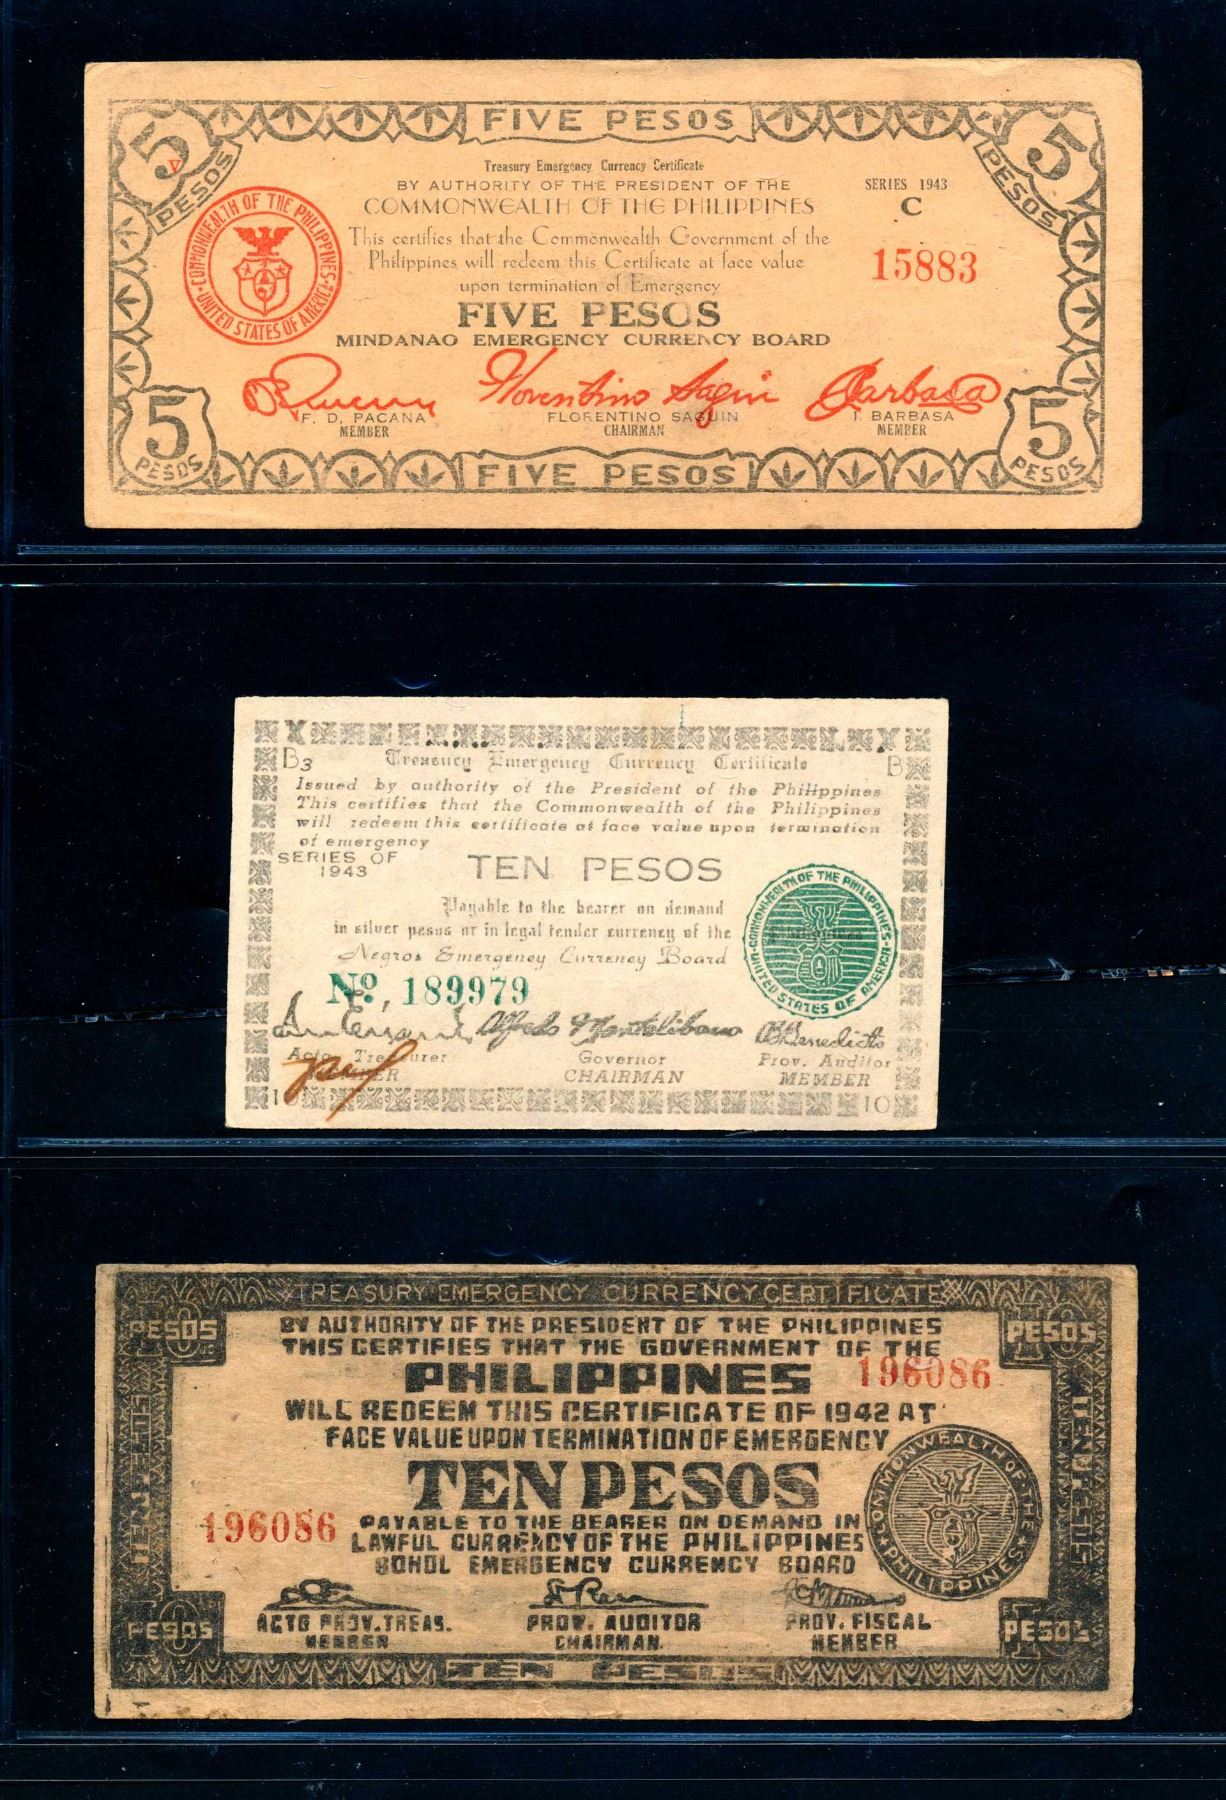 FIVE PESOS
5 PESOS
V
5 PESOS
Treasury Emergency Currency Certificate
BY AUTHORITY OF THE PRESIDENT OF THE
COMMONWEALTH OF THE PHILIPPINES
SERIES 1943
C
COMMONWEALTH OF THE PHILIPPINES
UNITED STATES OF AMERICA
This certifies that the Commonwealth Government of the
Philippines will redeem this Certificate at face value
upon termination of Emergency
15883
FIVE PESOS
MINDANAO EMERGENCY CURRENCY BOARD
Florentino Saguin
Barbasa
F. D. PACANA
MEMBER
FLORENTINO SAGUIN
CHAIRMAN
T. BARBASA
MEMBER
5 PESOS
FIVE PESOS
5 PESOS
X X
B3
Treasury Emergency Currency Certificate
B
Issued by authority of the President of the Philippines
This certifies that the Commonwealth of the Philippines
will redeem this certificate at face value upon termination
of emergency
SERIES OF
1943
TEN PESOS
Payable to the bearer on demand
in silver pesos or in legal tender currency of the
Negros Emergency Currency Board
COMMONWEALTH OF THE PHILIPPINES
UNITED STATES OF AMERICA
No. 189979
Alfredo Montelibano
Benedicto
Actg Treasurer
MEMBER
Governor
CHAIRMAN
Prov. Auditor
MEMBER
10
10
TREASURY EMERGENCY CURRENCY CERTIFICATE
PESOS
PESOS
BY AUTHORITY OF THE PRESIDENT OF THE PHILIPPINES
THIS CERTIFIES THAT THE GOVERNMENT OF THE
PHILIPPINES
196086
WILL REDEEM THIS CERTIFICATE OF 1942 AT
FACE VALUE UPON TERMINATION OF EMERGENCY
TEN PESOS
TEN PESOS
TEN PESOS
COMMONWEALTH OF THE PHILIPPINES
196086
PAYABLE TO THE BEARER ON DEMAND IN
LAWFUL CURRENCY OF THE PHILIPPINES
BOHOL EMERGENCY CURRENCY BOARD
ACTG PROV. TREAS.
MEMBER
PROV. AUDITOR
CHAIRMAN.
PROV. FISCAL
MEMBER
PESOS
PESOS
TEN PESOS